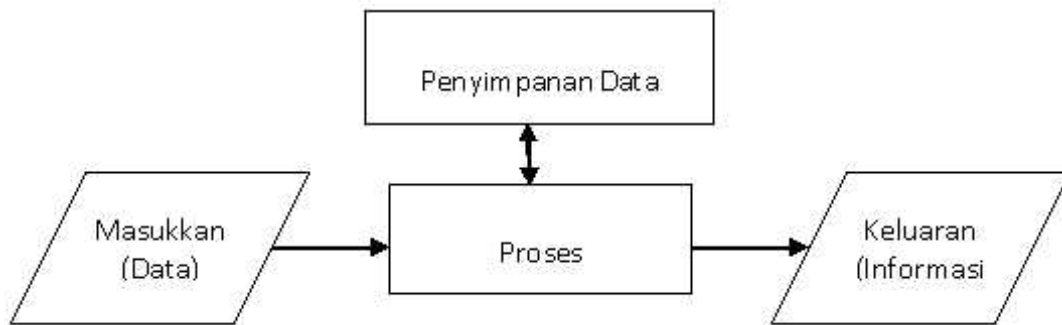 Penyimpanan Data
Masukkan
(Data)
Proses
Keluaran
(Informasi